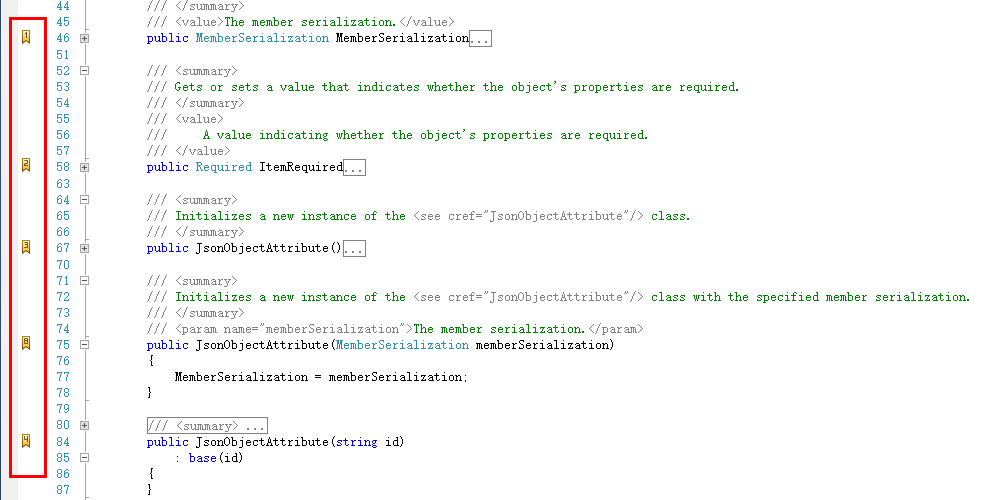 44 /// </summary>
45 /// <value>The member serialization.</value>
1 46 public MemberSerialization MemberSerialization...
51
52 /// <summary>
53 /// Gets or sets a value that indicates whether the object's properties are required.
54 /// </summary>
55 /// <value>
56 /// A value indicating whether the object's properties are required.
57 /// </value>
2 58 public Required ItemRequired...
63
64 /// <summary>
65 /// Initializes a new instance of the <see cref="JsonObjectAttribute"/> class.
66 /// </summary>
3 67 public JsonObjectAttribute()...
70
71 /// <summary>
72 /// Initializes a new instance of the <see cref="JsonObjectAttribute"/> class with the specified member serialization.
73 /// </summary>
74 /// <param name="memberSerialization">The member serialization.</param>
8 75 public JsonObjectAttribute(MemberSerialization memberSerialization)
76 {
77 MemberSerialization = memberSerialization;
78 }
79
80 /// <summary> ...
4 84 public JsonObjectAttribute(string id)
85 : base(id)
86 {
87 }